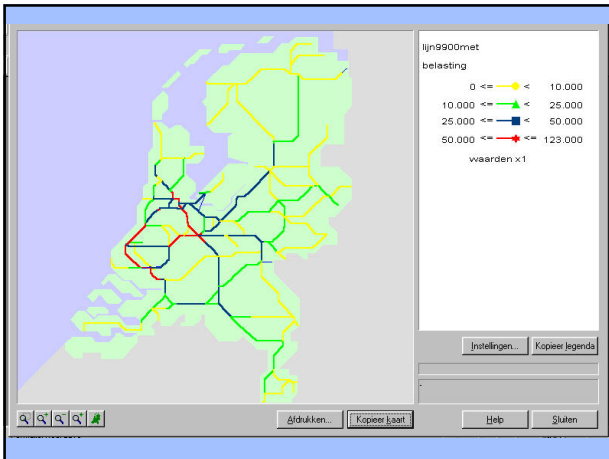 lijn9900met
belasting
0 <= < 10.000
10.000 <= < 25.000
25.000 <= < 50.000
50.000 <= <= 123.000
waarden x1
Instellingen... Kopieer legenda
-
Afdrukken... Kopieer kaart Help Sluiten